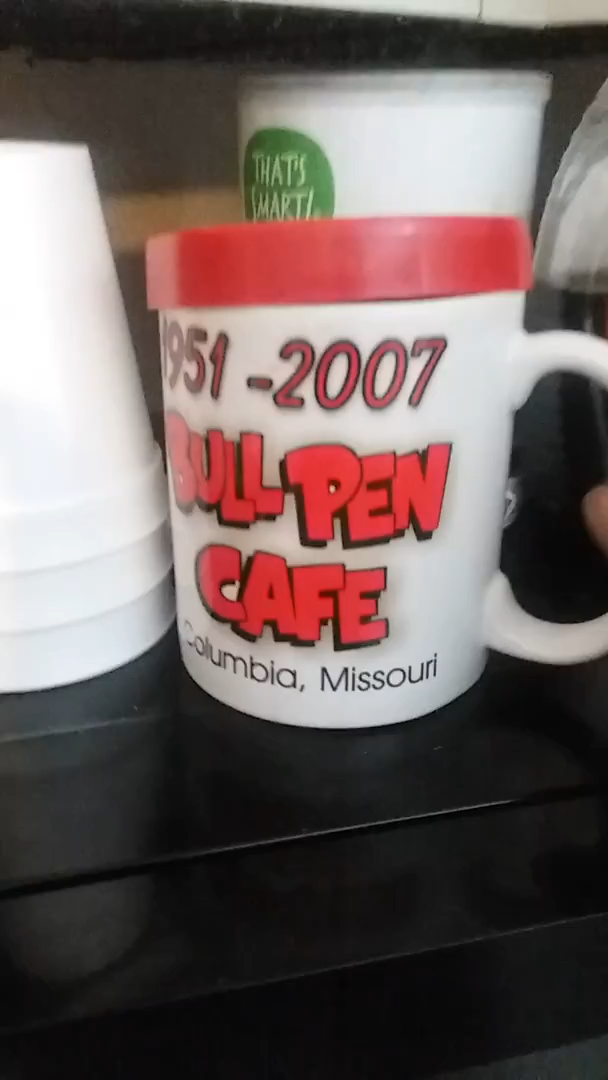 THAT'S
SMART!
1951-2007
BULL PEN
CAFE
Columbia, Missouri